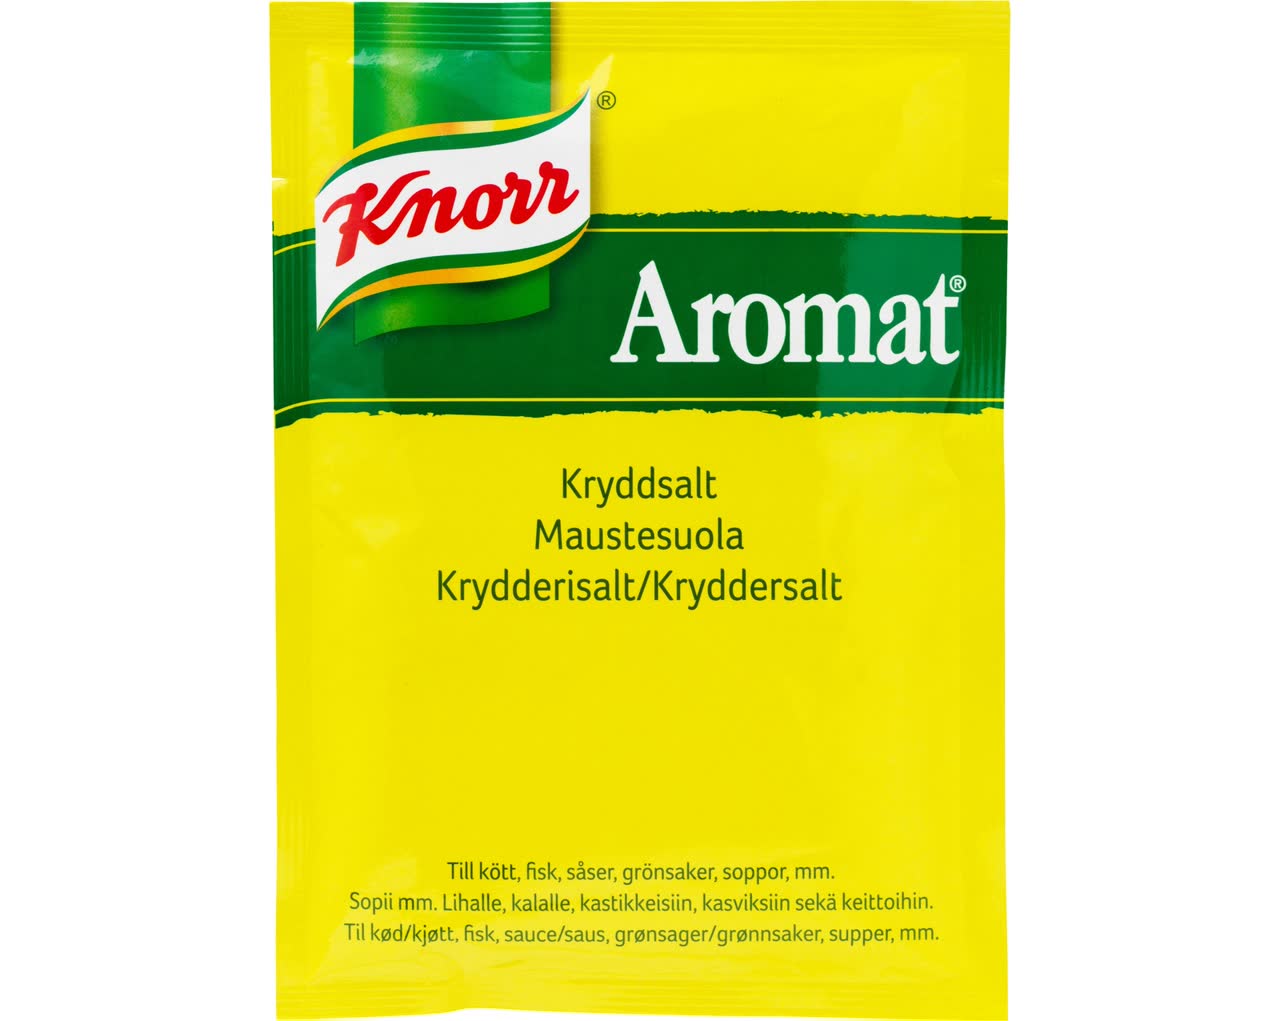 Knorr®
Aromat®
Kryddsalt
Maustesuola
Krydderisalt/Kryddersalt
Till kött, fisk, såser, grönsaker, soppor, mm.
Sopii mm. Lihalle, kalalle, kastikkeisiin, kasviksiin sekä keittoihin.
Til kød/kjøtt, fisk, sauce/saus, grønsager/grønnsaker, supper, mm.